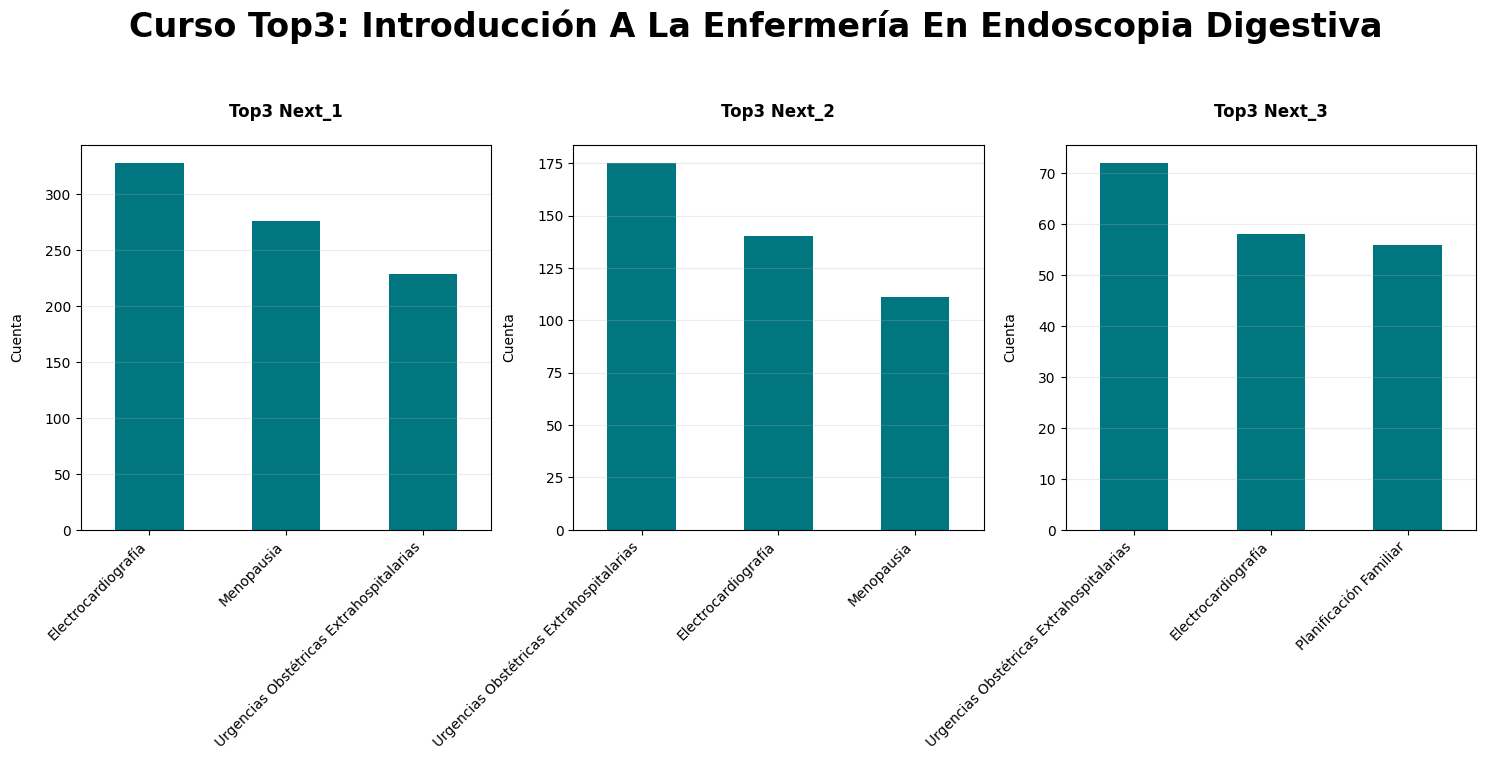 Curso Top3: Introducción A La Enfermería En Endoscopia Digestiva
Top3 Next_1
Cuenta
300
250
200
150
100
50
0
Electrocardiografía
Menopausia
Urgencias Obstétricas Extrahospitalarias
Top3 Next_2
Cuenta
175
150
125
100
75
50
25
0
Urgencias Obstétricas Extrahospitalarias
Electrocardiografía
Menopausia
Top3 Next_3
Cuenta
70
60
50
40
30
20
10
0
Urgencias Obstétricas Extrahospitalarias
Electrocardiografía
Planificación Familiar